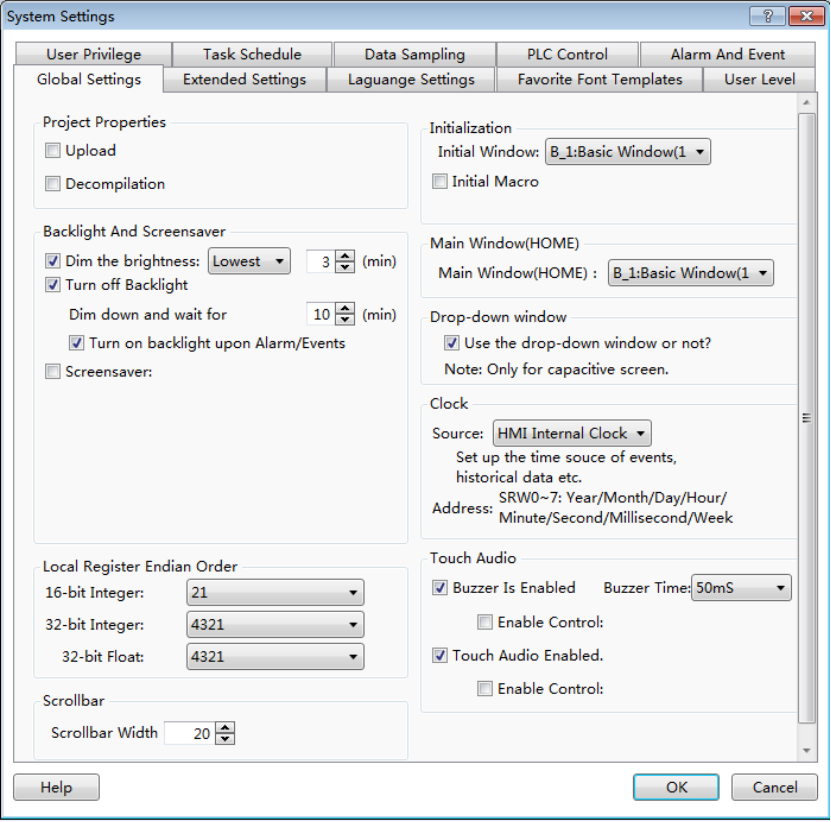 System Settings
User Privilege
Task Schedule
Data Sampling
PLC Control
Alarm And Event
Global Settings
Extended Settings
Laguange Settings
Favorite Font Templates
User Level
Project Properties
Upload
Decompilation
Backlight And Screensaver
Dim the brightness: Lowest 3 (min)
Turn off Backlight
Dim down and wait for 10 (min)
Turn on backlight upon Alarm/Events
Screensaver:
Local Register Endian Order
16-bit Integer: 21
32-bit Integer: 4321
32-bit Float: 4321
Scrollbar
Scrollbar Width 20
Initialization
Initial Window: B_1:Basic Window(1
Initial Macro
Main Window(HOME)
Main Window(HOME) : B_1:Basic Window(1
Drop-down window
Use the drop-down window or not?
Note: Only for capacitive screen.
Clock
Source: HMI Internal Clock
Set up the time souce of events,
historical data etc.
Address: SRW0~7: Year/Month/Day/Hour/
Minute/Second/Millisecond/Week
Touch Audio
Buzzer Is Enabled Buzzer Time: 50mS
Enable Control:
Touch Audio Enabled.
Enable Control:
Help
OK
Cancel